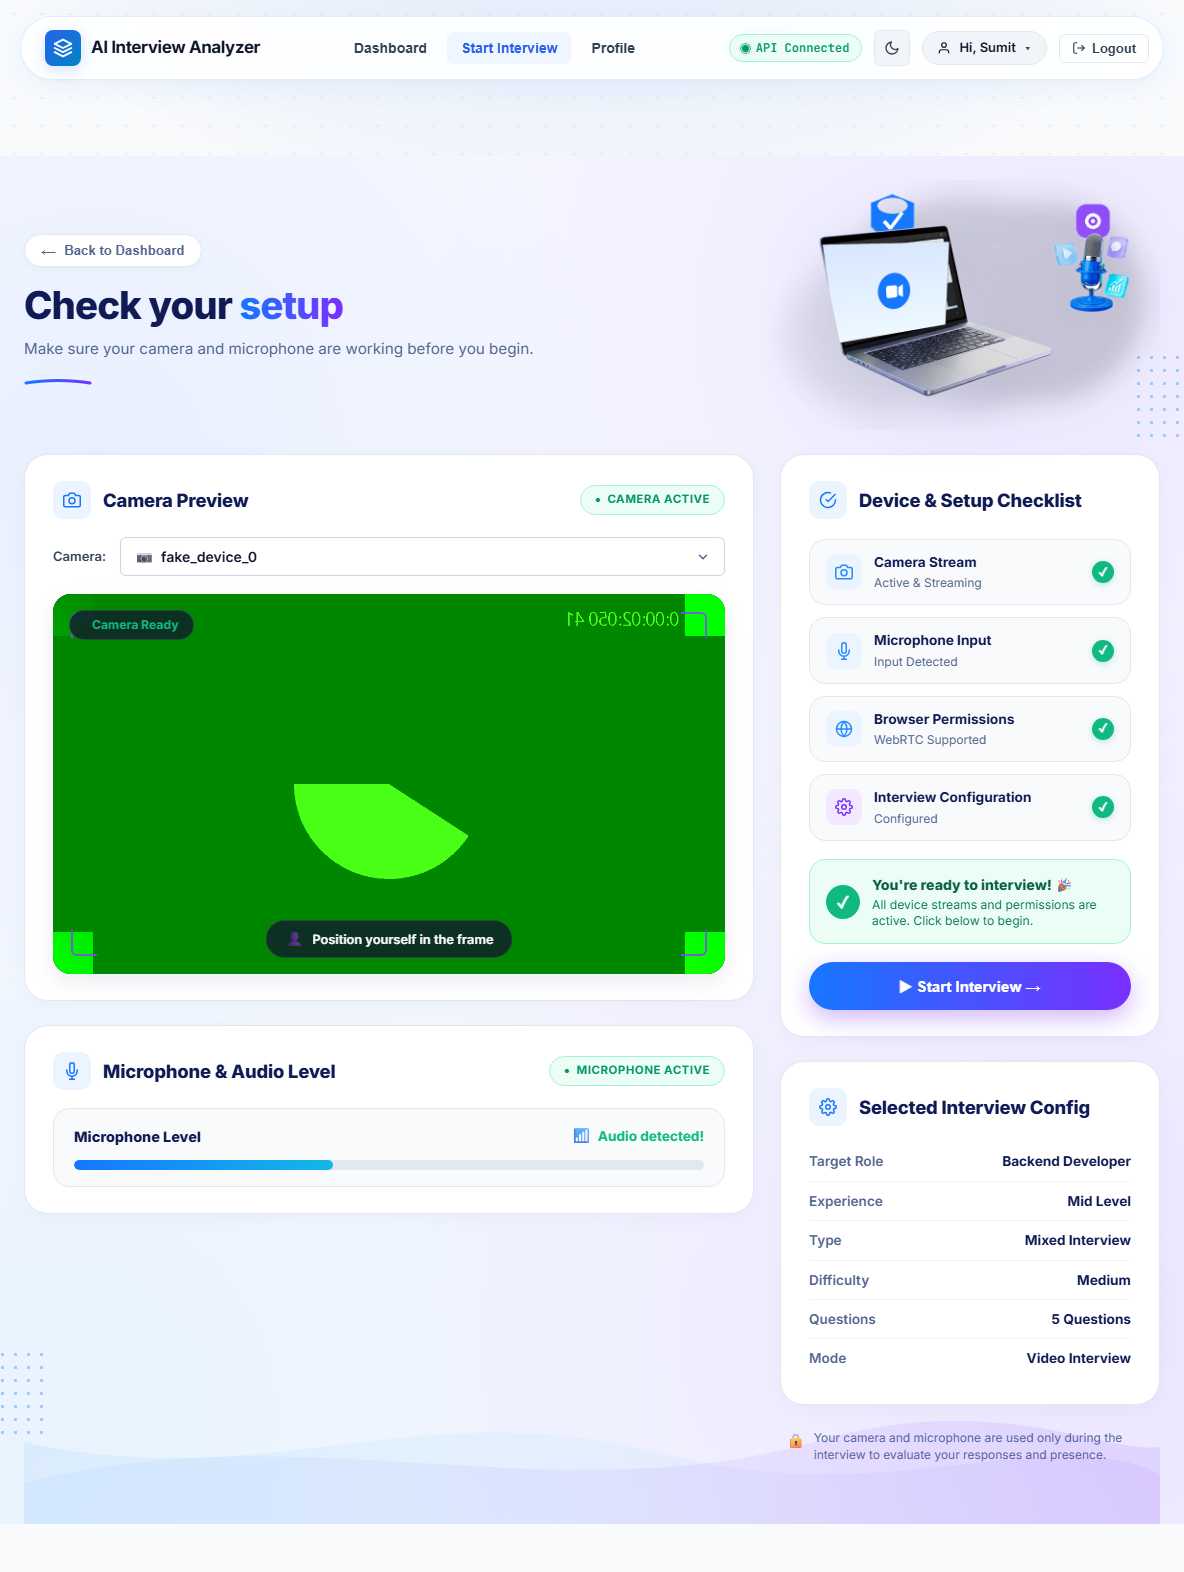 AI Interview Analyzer
Dashboard
Start Interview
Profile
API Connected
Hi, Sumit
Logout
← Back to Dashboard
Check your setup
Make sure your camera and microphone are working before you begin.
Camera Preview
• CAMERA ACTIVE
Camera:
fake_device_0
Camera Ready
0:00:02:050 41
Position yourself in the frame
Microphone & Audio Level
• MICROPHONE ACTIVE
Microphone Level
Audio detected!
Device & Setup Checklist
Camera Stream
Active & Streaming
Microphone Input
Input Detected
Browser Permissions
WebRTC Supported
Interview Configuration
Configured
You're ready to interview! 🎉
All device streams and permissions are
active. Click below to begin.
▶ Start Interview →
Selected Interview Config
Target Role Backend Developer
Experience Mid Level
Type Mixed Interview
Difficulty Medium
Questions 5 Questions
Mode Video Interview
Your camera and microphone are used only during the
interview to evaluate your responses and presence.